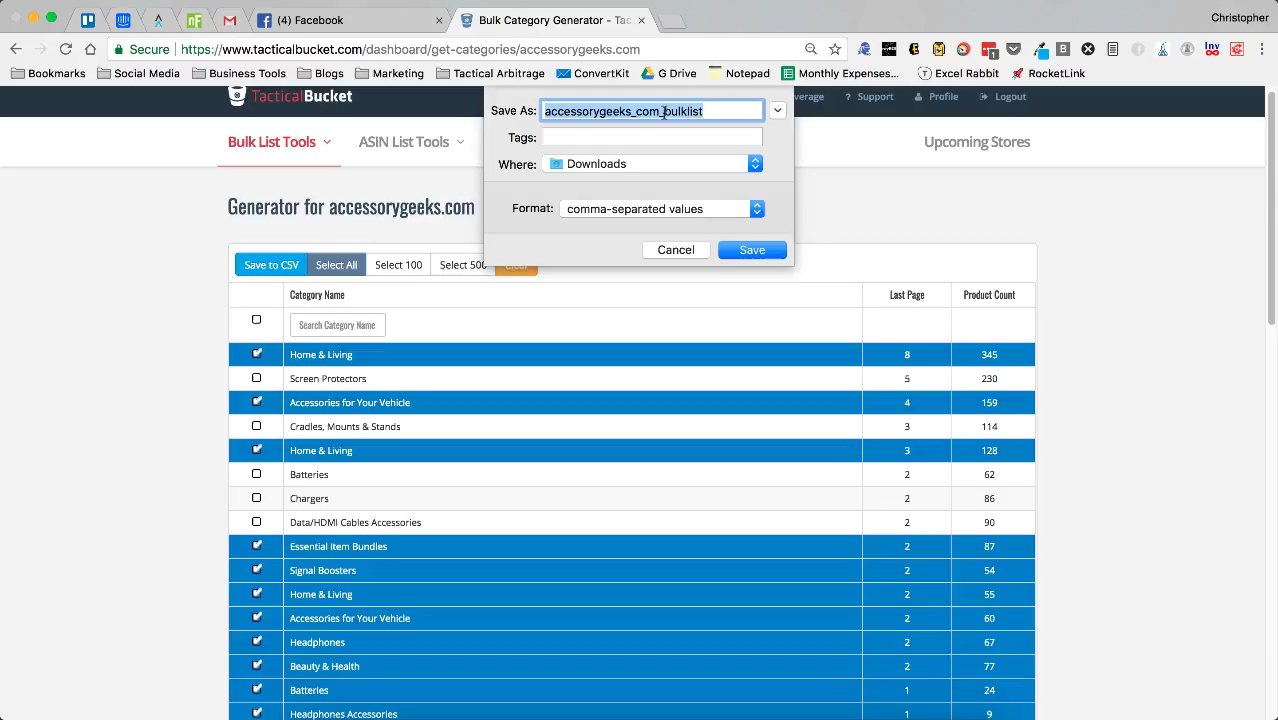 (4) Facebook
Bulk Category Generator - Tac
Christopher
Secure
https://www.tacticalbucket.com/dashboard/get-categories/accessorygeeks.com
Bookmarks
Social Media
Business Tools
Blogs
Marketing
Tactical Arbitrage
ConvertKit
G Drive
Notepad
Monthly Expenses...
Excel Rabbit
RocketLink
TacticalBucket
verage
? Support
Profile
Logout
Bulk List Tools
ASIN List Tools
Upcoming Stores
Save As: accessorygeeks_com_bulklist
Tags:
Where: Downloads
Format: comma-separated values
Cancel
Save
Generator for accessorygeeks.com
Save to CSV
Select All
Select 100
Select 500
Clear
Category Name
Last Page
Product Count
Search Category Name
Home & Living 8 345
Screen Protectors 5 230
Accessories for Your Vehicle 4 159
Cradles, Mounts & Stands 3 114
Home & Living 3 128
Batteries 2 62
Chargers 2 86
Data/HDMI Cables Accessories 2 90
Essential Item Bundles 2 87
Signal Boosters 2 54
Home & Living 2 55
Accessories for Your Vehicle 2 60
Headphones 2 67
Beauty & Health 2 77
Batteries 1 24
Headphones Accessories 1 9